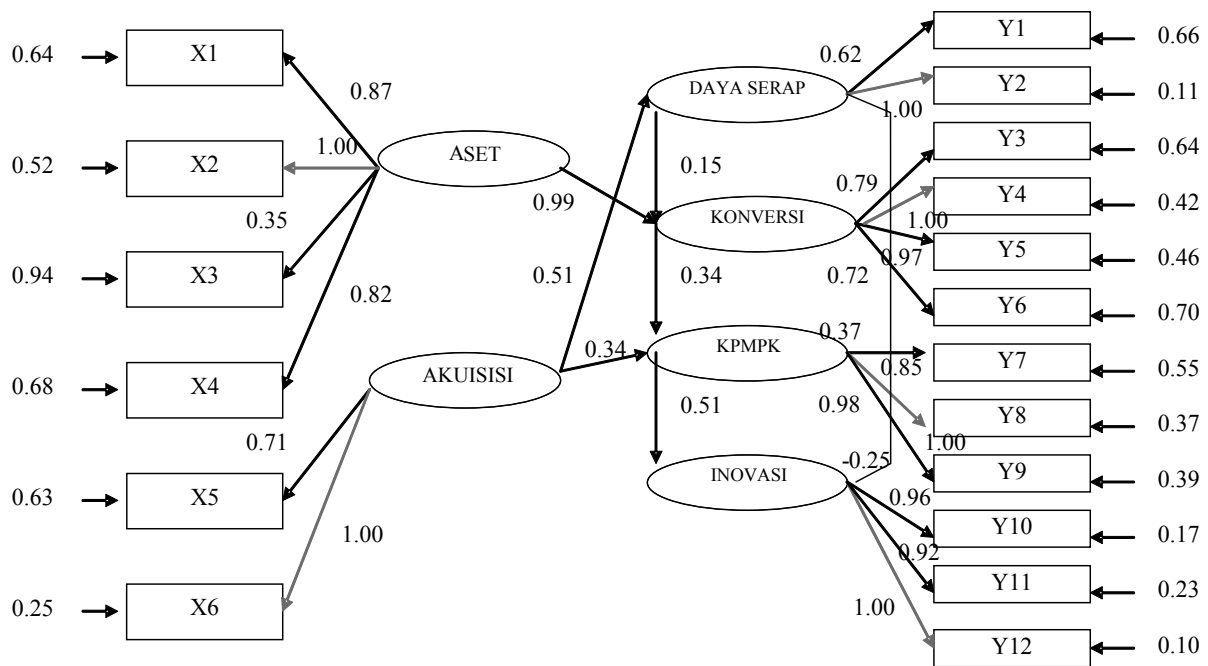 0.64
X1
0.87
0.52
X2
1.00
0.35
0.94
X3
0.82
0.68
X4
0.71
0.63
X5
1.00
0.25
X6
ASET
0.99
AKUISISI
0.51
0.34
DAYA SERAP
0.15
KONVERSI
0.34
KPMPK
0.51
INOVASI
-0.25
0.62
1.00
0.79
1.00
0.97
0.72
0.37
0.85
0.98
1.00
0.96
0.92
1.00
Y1
0.66
Y2
0.11
Y3
0.64
Y4
0.42
Y5
0.46
Y6
0.70
Y7
0.55
Y8
0.37
Y9
0.39
Y10
0.17
Y11
0.23
Y12
0.10